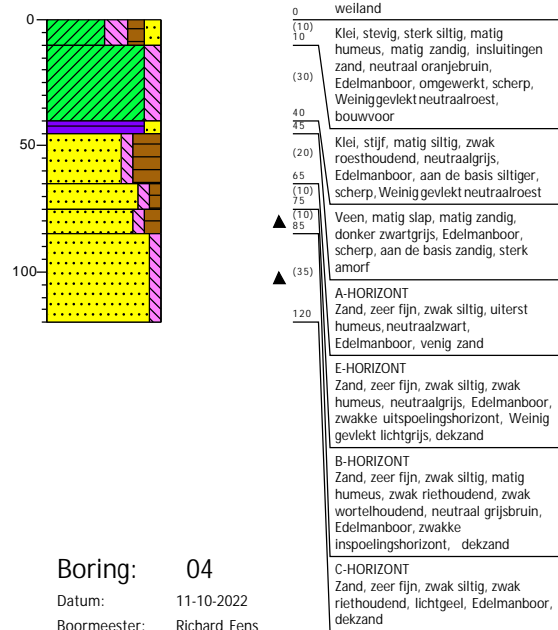 0
50
100
0
(10)
10
(30)
40
45
(20)
65
(10)
75
(10)
85
(35)
120
weiland
Klei, stevig, sterk siltig, matig
humeus, matig zandig, insluitingen
zand, neutraal oranjebruin,
Edelmanboor, omgewerkt, scherp,
Weinig gevlekt neutraalroest,
bouwvoor
Klei, stijf, matig siltig, zwak
roesthoudend, neutraalgrijs,
Edelmanboor, aan de basis siltiger,
scherp, Weinig gevlekt neutraalroest
Veen, matig slap, matig zandig,
donker zwartgrijs, Edelmanboor,
scherp, aan de basis zandig, sterk
amorf
A-HORIZONT
Zand, zeer fijn, zwak siltig, uiterst
humeus, neutraalzwart,
Edelmanboor, venig zand
E-HORIZONT
Zand, zeer fijn, zwak siltig, zwak
humeus, neutraalgrijs, Edelmanboor,
zwakke uitspoelingshorizont, Weinig
gevlekt lichtgrijs, dekzand
B-HORIZONT
Zand, zeer fijn, zwak siltig, matig
humeus, zwak riethoudend, zwak
wortelhoudend, neutraal grijsbruin,
Edelmanboor, zwakke
inspoelingshorizont, dekzand
C-HORIZONT
Zand, zeer fijn, zwak siltig, zwak
riethoudend, lichtgeel, Edelmanboor,
dekzand
Boring: 04
Datum: 11-10-2022
Boormeester: Richard Fens